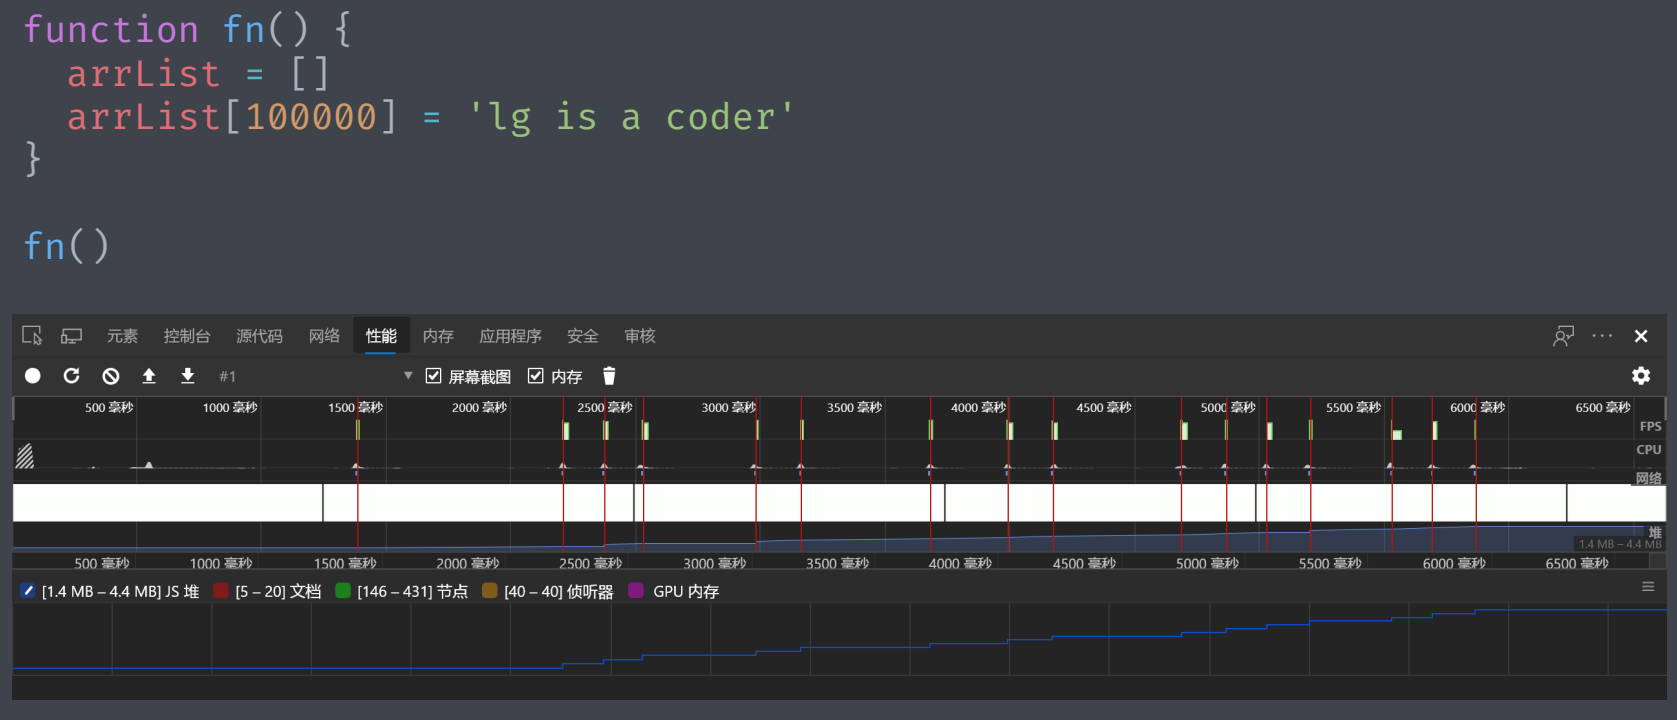 function fn() {
  arrList = []
  arrList[100000] = 'lg is a coder'
}
fn()
元素 控制台 源代码 网络 性能 内存 应用程序 安全 审核
#1 屏幕截图 内存
500 毫秒 1000 毫秒 1500 毫秒 2000 毫秒 2500 毫秒 3000 毫秒 3500 毫秒 4000 毫秒 4500 毫秒 5000 毫秒 5500 毫秒 6000 毫秒 6500 毫秒
FPS
CPU
网络
堆
1.4 MB – 4.4 MB
500 毫秒 1000 毫秒 1500 毫秒 2000 毫秒 2500 毫秒 3000 毫秒 3500 毫秒 4000 毫秒 4500 毫秒 5000 毫秒 5500 毫秒 6000 毫秒 6500 毫秒
[1.4 MB – 4.4 MB] JS 堆 [5 – 20] 文档 [146 – 431] 节点 [40 – 40] 侦听器 GPU 内存